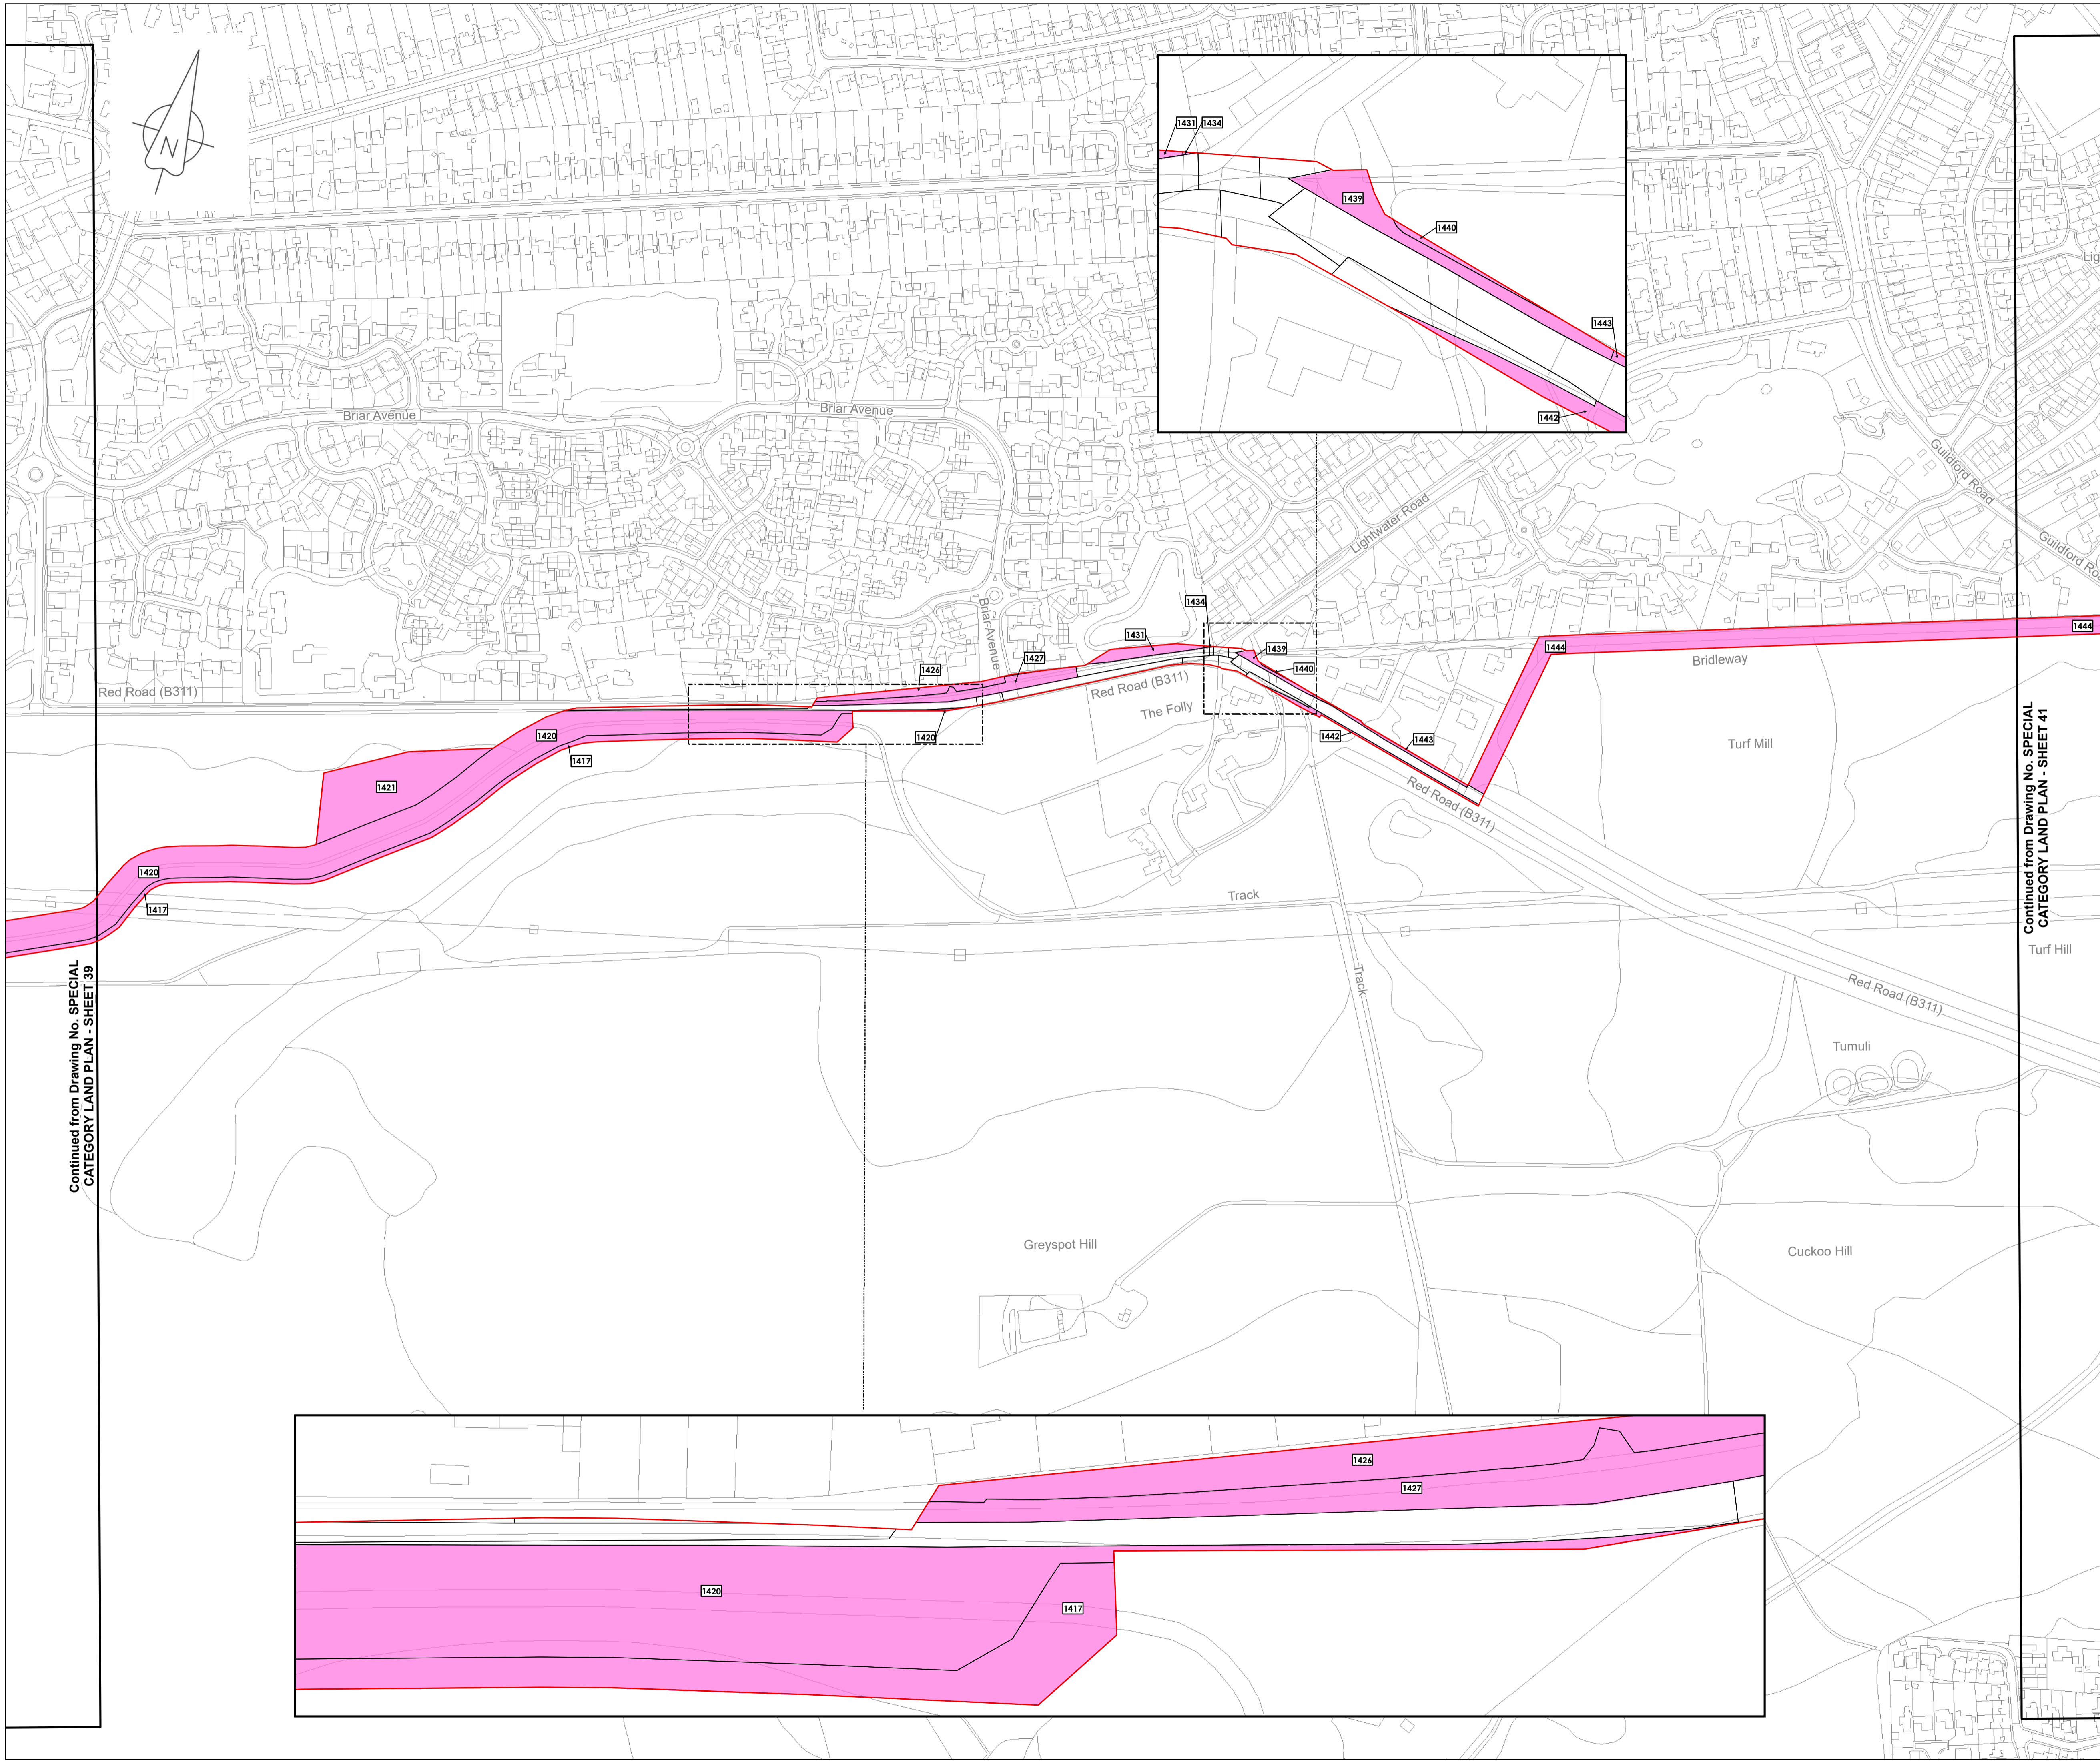 N
1431
1434
1439
1440
1443
1442
Briar Avenue
Briar Avenue
Guildford Road
Guildford Ro
Lig
Lightwater Road
Briar Avenue
1434
1431
1439
1444
1444
1427
1426
1440
Bridleway
Red Road (B311)
Red Road (B311)
The Folly
1420
1420
1442
1443
1417
Turf Mill
1421
Red Road (B311)
Continued from Drawing No. SPECIAL
CATEGORY LAND PLAN - SHEET 41
1420
1417
Track
Turf Hill
Track
Red Road (B311)
Continued from Drawing No. SPECIAL
CATEGORY LAND PLAN - SHEET 39
Tumuli
Greyspot Hill
Cuckoo Hill
1426
1427
1420
1417